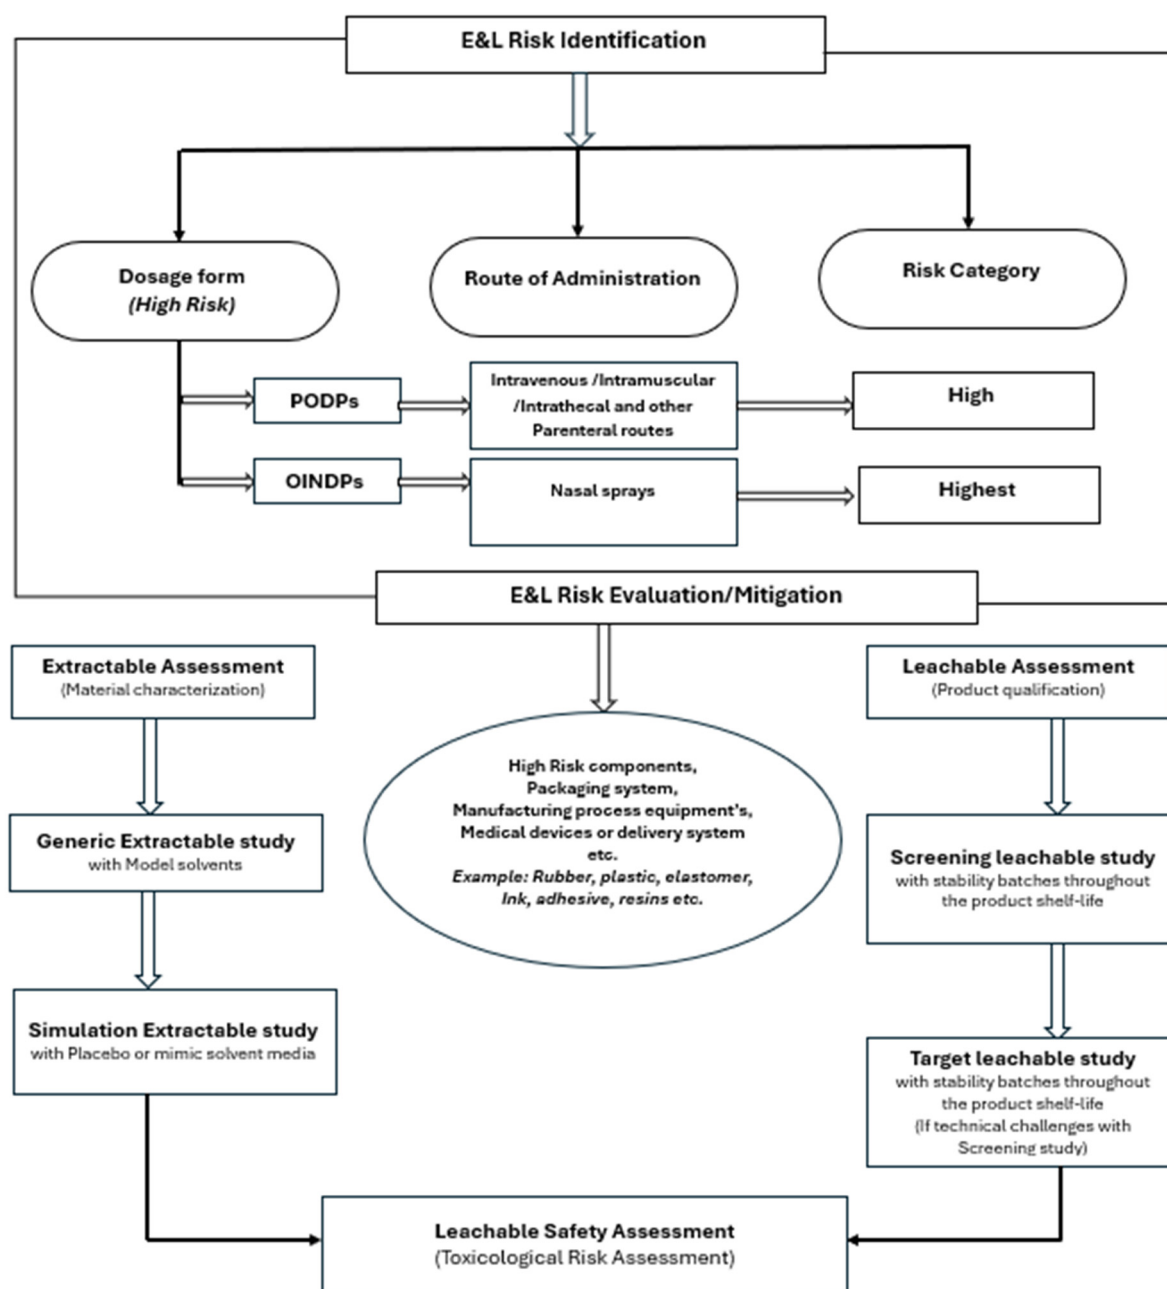 E&L Risk Identification
Dosage form
(High Risk)
Route of Administration
Risk Category
PODPs
Intravenous /Intramuscular
/Intrathecal and other
Parenteral routes
High
OINDPs
Nasal sprays
Highest
E&L Risk Evaluation/Mitigation
Extractable Assessment
(Material characterization)
Leachable Assessment
(Product qualification)
High Risk components,
Packaging system,
Manufacturing process equipment's,
Medical devices or delivery system
etc.
Example: Rubber, plastic, elastomer,
Ink, adhesive, resins etc.
Generic Extractable study
with Model solvents
Screening leachable study
with stability batches throughout
the product shelf-life
Simulation Extractable study
with Placebo or mimic solvent media
Target leachable study
with stability batches throughout
the product shelf-life
(If technical challenges with
Screening study)
Leachable Safety Assessment
(Toxicological Risk Assessment)